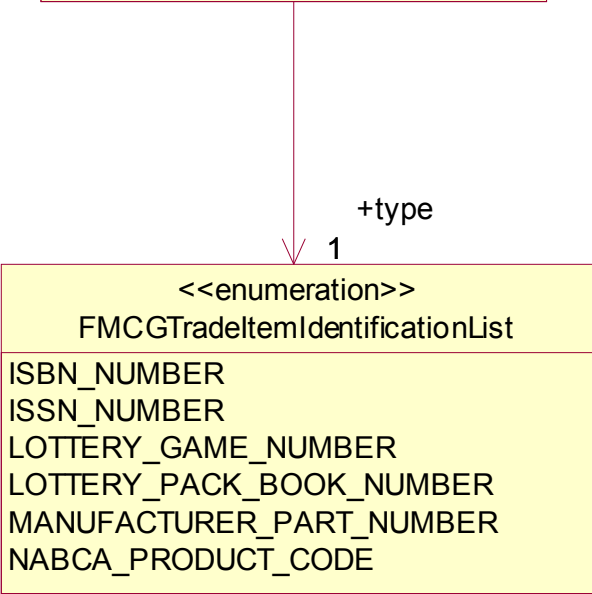 +type
1
<<enumeration>>
FMCGTradeItemIdentificationList
ISBN_NUMBER
ISSN_NUMBER
LOTTERY_GAME_NUMBER
LOTTERY_PACK_BOOK_NUMBER
MANUFACTURER_PART_NUMBER
NABCA_PRODUCT_CODE